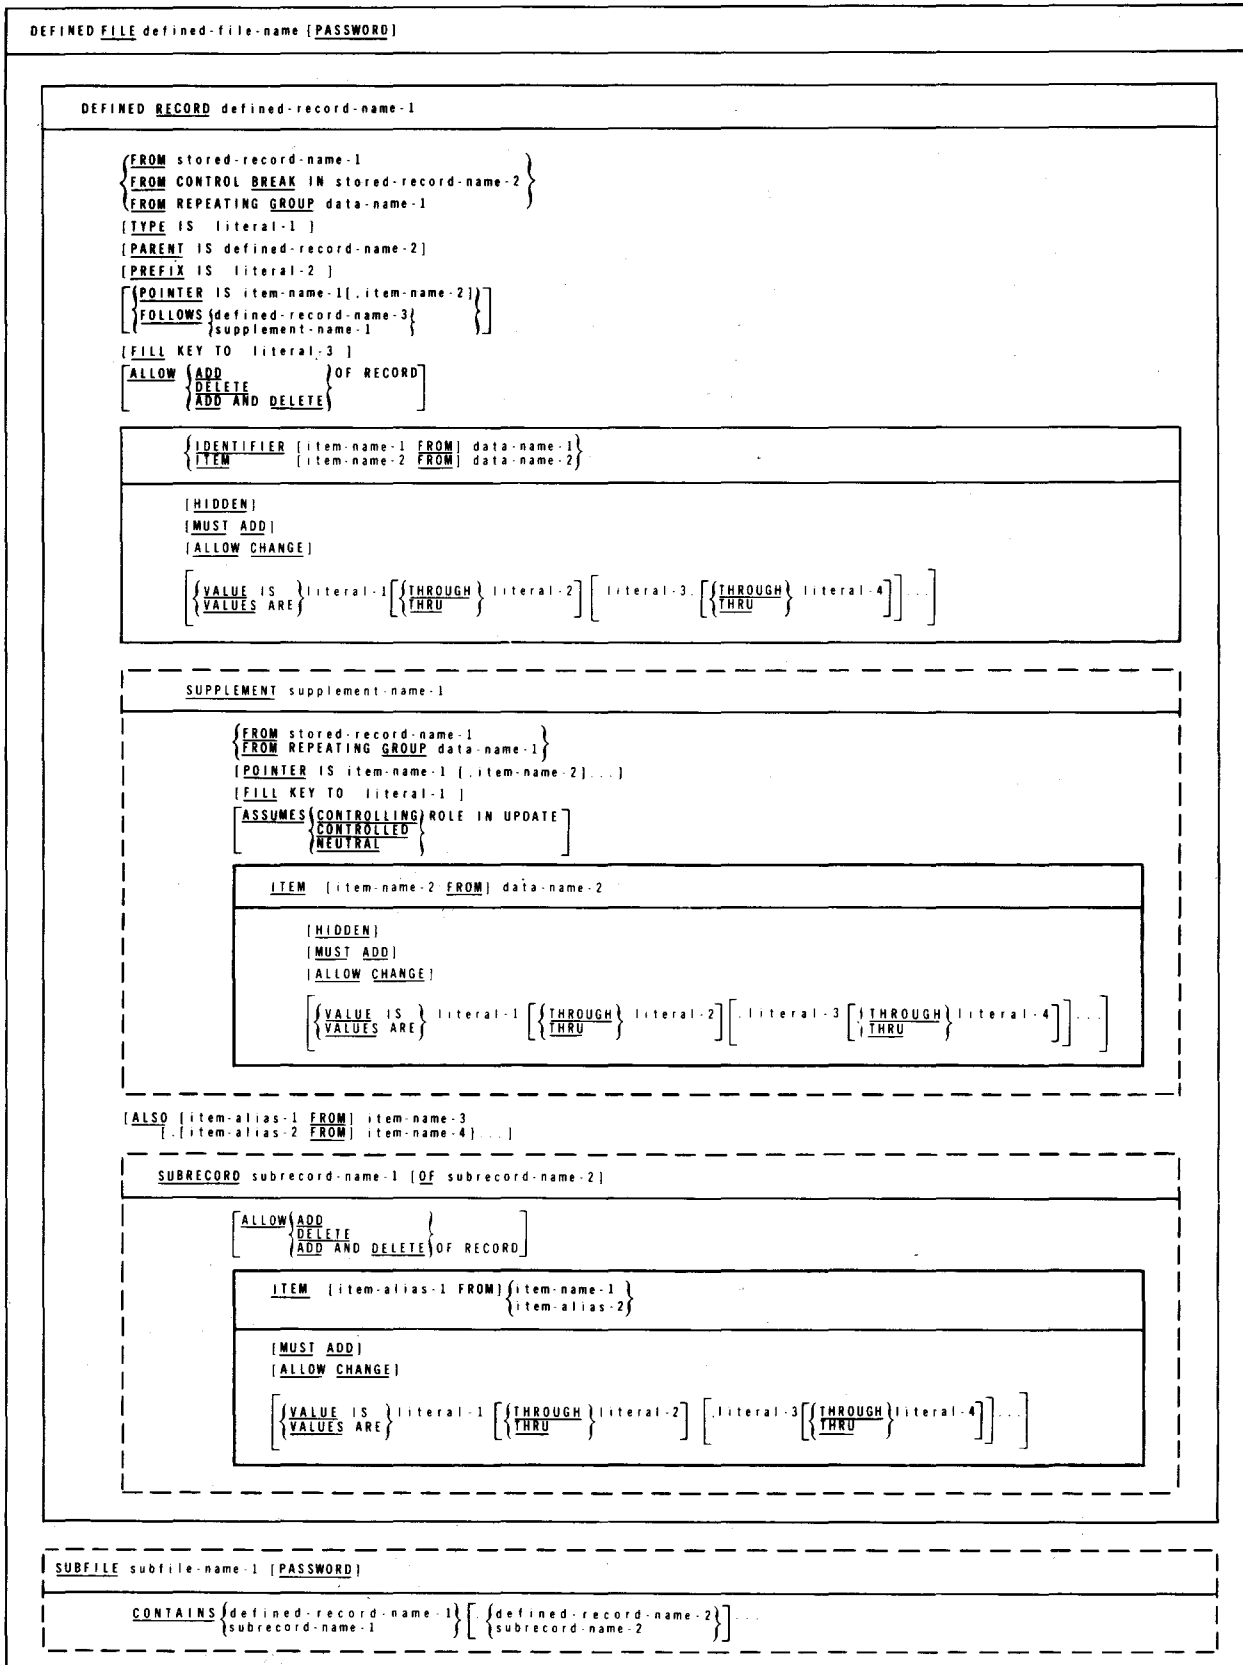 DEFINED FILE defined-file-name [PASSWORD]
DEFINED RECORD defined-record-name-1
{FROM stored-record-name-1
FROM CONTROL BREAK IN stored-record-name-2
FROM REPEATING GROUP data-name-1}
[TYPE IS literal-1 ]
[PARENT IS defined-record-name-2]
[PREFIX IS literal-2 ]
[{POINTER IS item-name-1[,item-name-2]
FOLLOWS {defined-record-name-3
supplement-name-1}}]
[FILL KEY TO literal-3 ]
[ALLOW {ADD
DELETE
ADD AND DELETE} OF RECORD]
{IDENTIFIER [item-name-1 FROM] data-name-1
ITEM [item-name-2 FROM] data-name-2}
[HIDDEN]
[MUST ADD]
[ALLOW CHANGE]
[{VALUE IS
VALUES ARE} literal-1 [{THROUGH
THRU} literal-2] [ literal-3. [{THROUGH
THRU} literal-4]]...]
SUPPLEMENT supplement-name-1
{FROM stored-record-name-1
FROM REPEATING GROUP data-name-1}
[POINTER IS item-name-1 [,item-name-2]...]
[FILL KEY TO literal-1 ]
[ASSUMES {CONTROLLING
CONTROLLED
NEUTRAL} ROLE IN UPDATE]
ITEM [item-name-2 FROM] data-name-2
[HIDDEN]
[MUST ADD]
[ALLOW CHANGE]
[{VALUE IS
VALUES ARE} literal-1 [{THROUGH
THRU} literal-2] [,literal-3 [{THROUGH
THRU} literal-4]]...]
[ALSO [item-alias-1 FROM] item-name-3
[,[item-alias-2 FROM] item-name-4]...]
SUBRECORD subrecord-name-1 [OF subrecord-name-2]
[ALLOW {ADD
DELETE
ADD AND DELETE} OF RECORD]
ITEM [item-alias-1 FROM] {item-name-1
item-alias-2}
[MUST ADD]
[ALLOW CHANGE]
[{VALUE IS
VALUES ARE} literal-1 [{THROUGH
THRU} literal-2] [,literal-3 [{THROUGH
THRU} literal-4]]...]
SUBFILE subfile-name-1 [PASSWORD]
CONTAINS {defined-record-name-1
subrecord-name-1} [, {defined-record-name-2
subrecord-name-2}]...